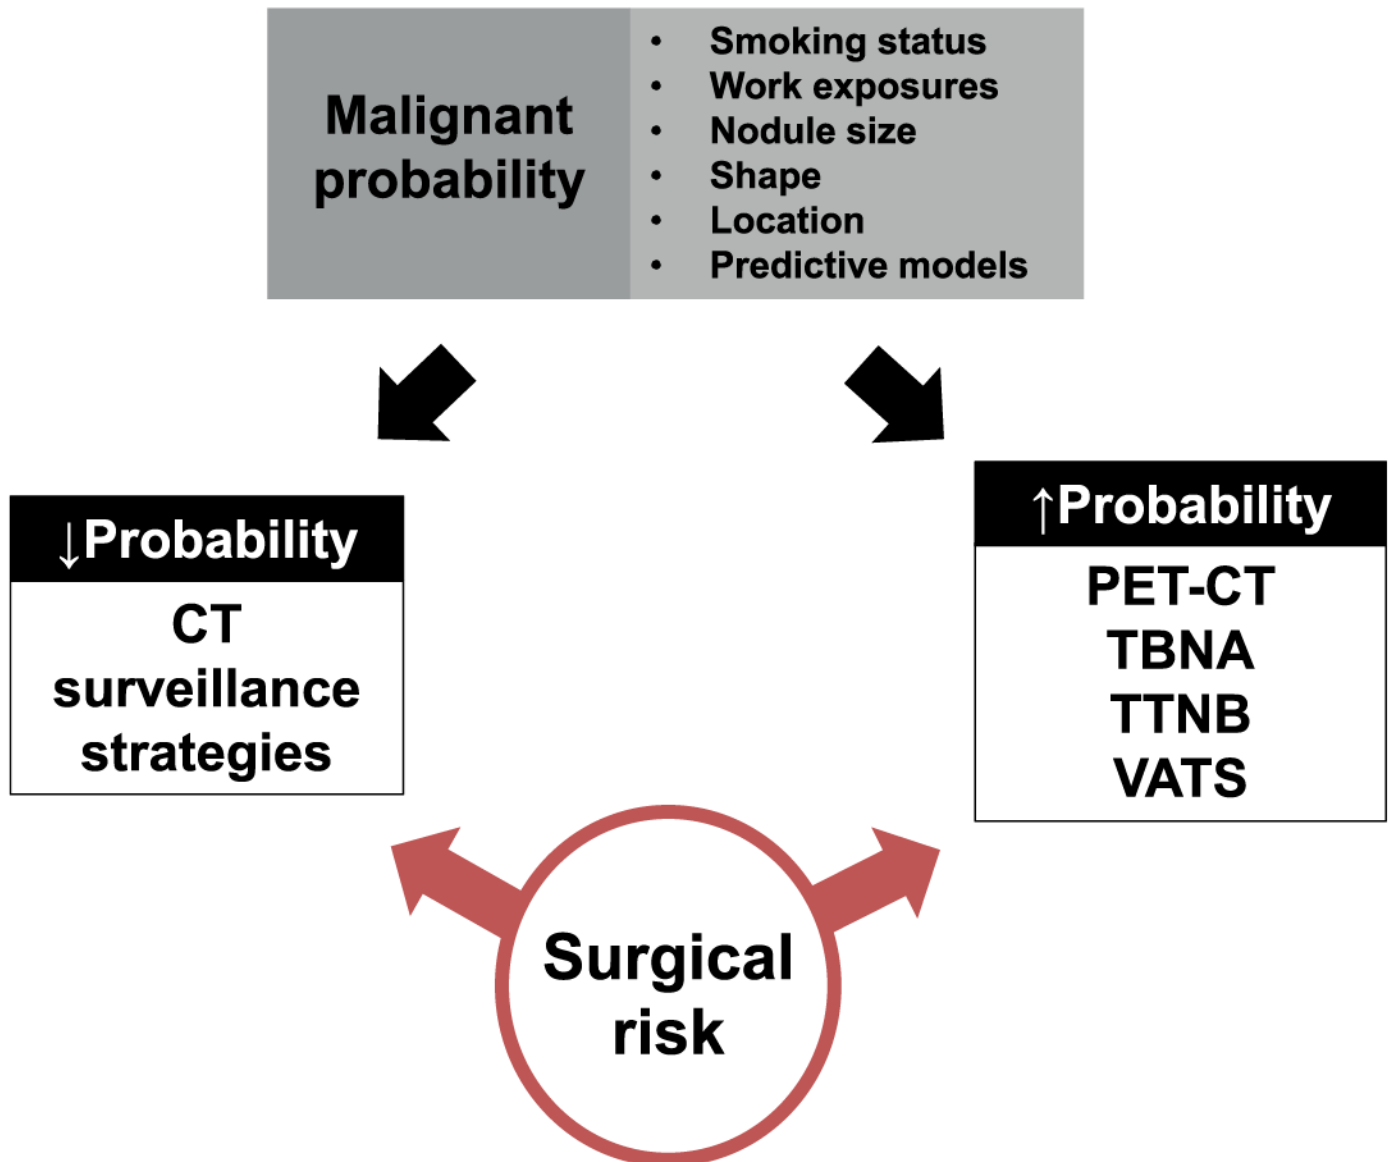 Malignant
probability
• Smoking status
• Work exposures
• Nodule size
• Shape
• Location
• Predictive models
↓Probability
CT
surveillance
strategies
↑Probability
PET-CT
TBNA
TTNB
VATS
Surgical
risk